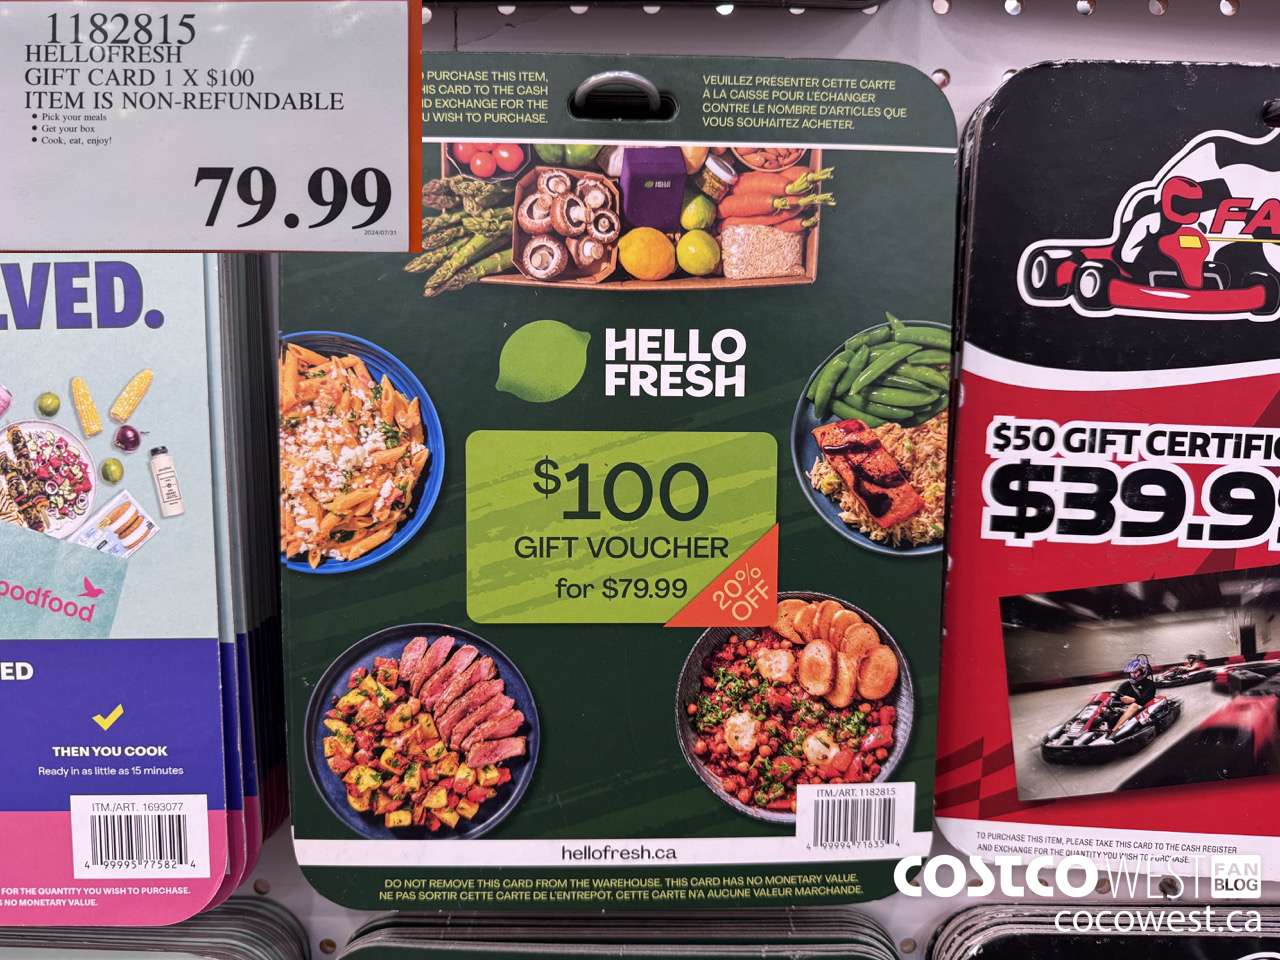 1182815
HELLOFRESH
GIFT CARD 1 X $100
ITEM IS NON-REFUNDABLE
• Pick your meals
• Get your box
• Cook, eat, enjoy!
79.99
2024/07/31
PURCHASE THIS ITEM,
HIS CARD TO THE CASH
EXCHANGE FOR THE
WISH TO PURCHASE.
VEUILLEZ PRÉSENTER CETTE CARTE
À LA CAISSE POUR L'ÉCHANGER
CONTRE LE NOMBRE D'ARTICLES QUE
VOUS SOUHAITEZ ACHETER.
HELLO
FRESH
$100
GIFT VOUCHER
for $79.99
20%
OFF
ITM./ART. 1182815
4 99994 71635 4
hellofresh.ca
DO NOT REMOVE THIS CARD FROM THE WAREHOUSE. THIS CARD HAS NO MONETARY VALUE.
NE PAS SORTIR CETTE CARTE DE L'ENTREPOT. CETTE CARTE N'A AUCUNE VALEUR MARCHANDE.
LVED.
oodfood
ED
THEN YOU COOK
Ready in as little as 15 minutes
ITM./ART. 1693077
4 99995 77582 4
FOR THE QUANTITY YOU WISH TO PURCHASE.
NO MONETARY VALUE.
FA
$50 GIFT CERTIFIC
$39.9
TO PURCHASE THIS ITEM, PLEASE TAKE THIS CARD TO THE CASH REGISTER
AND EXCHANGE FOR THE QUANTITY YOU WISH TO PURCHASE.
COSTCO WEST FAN BLOG
cocowest.ca